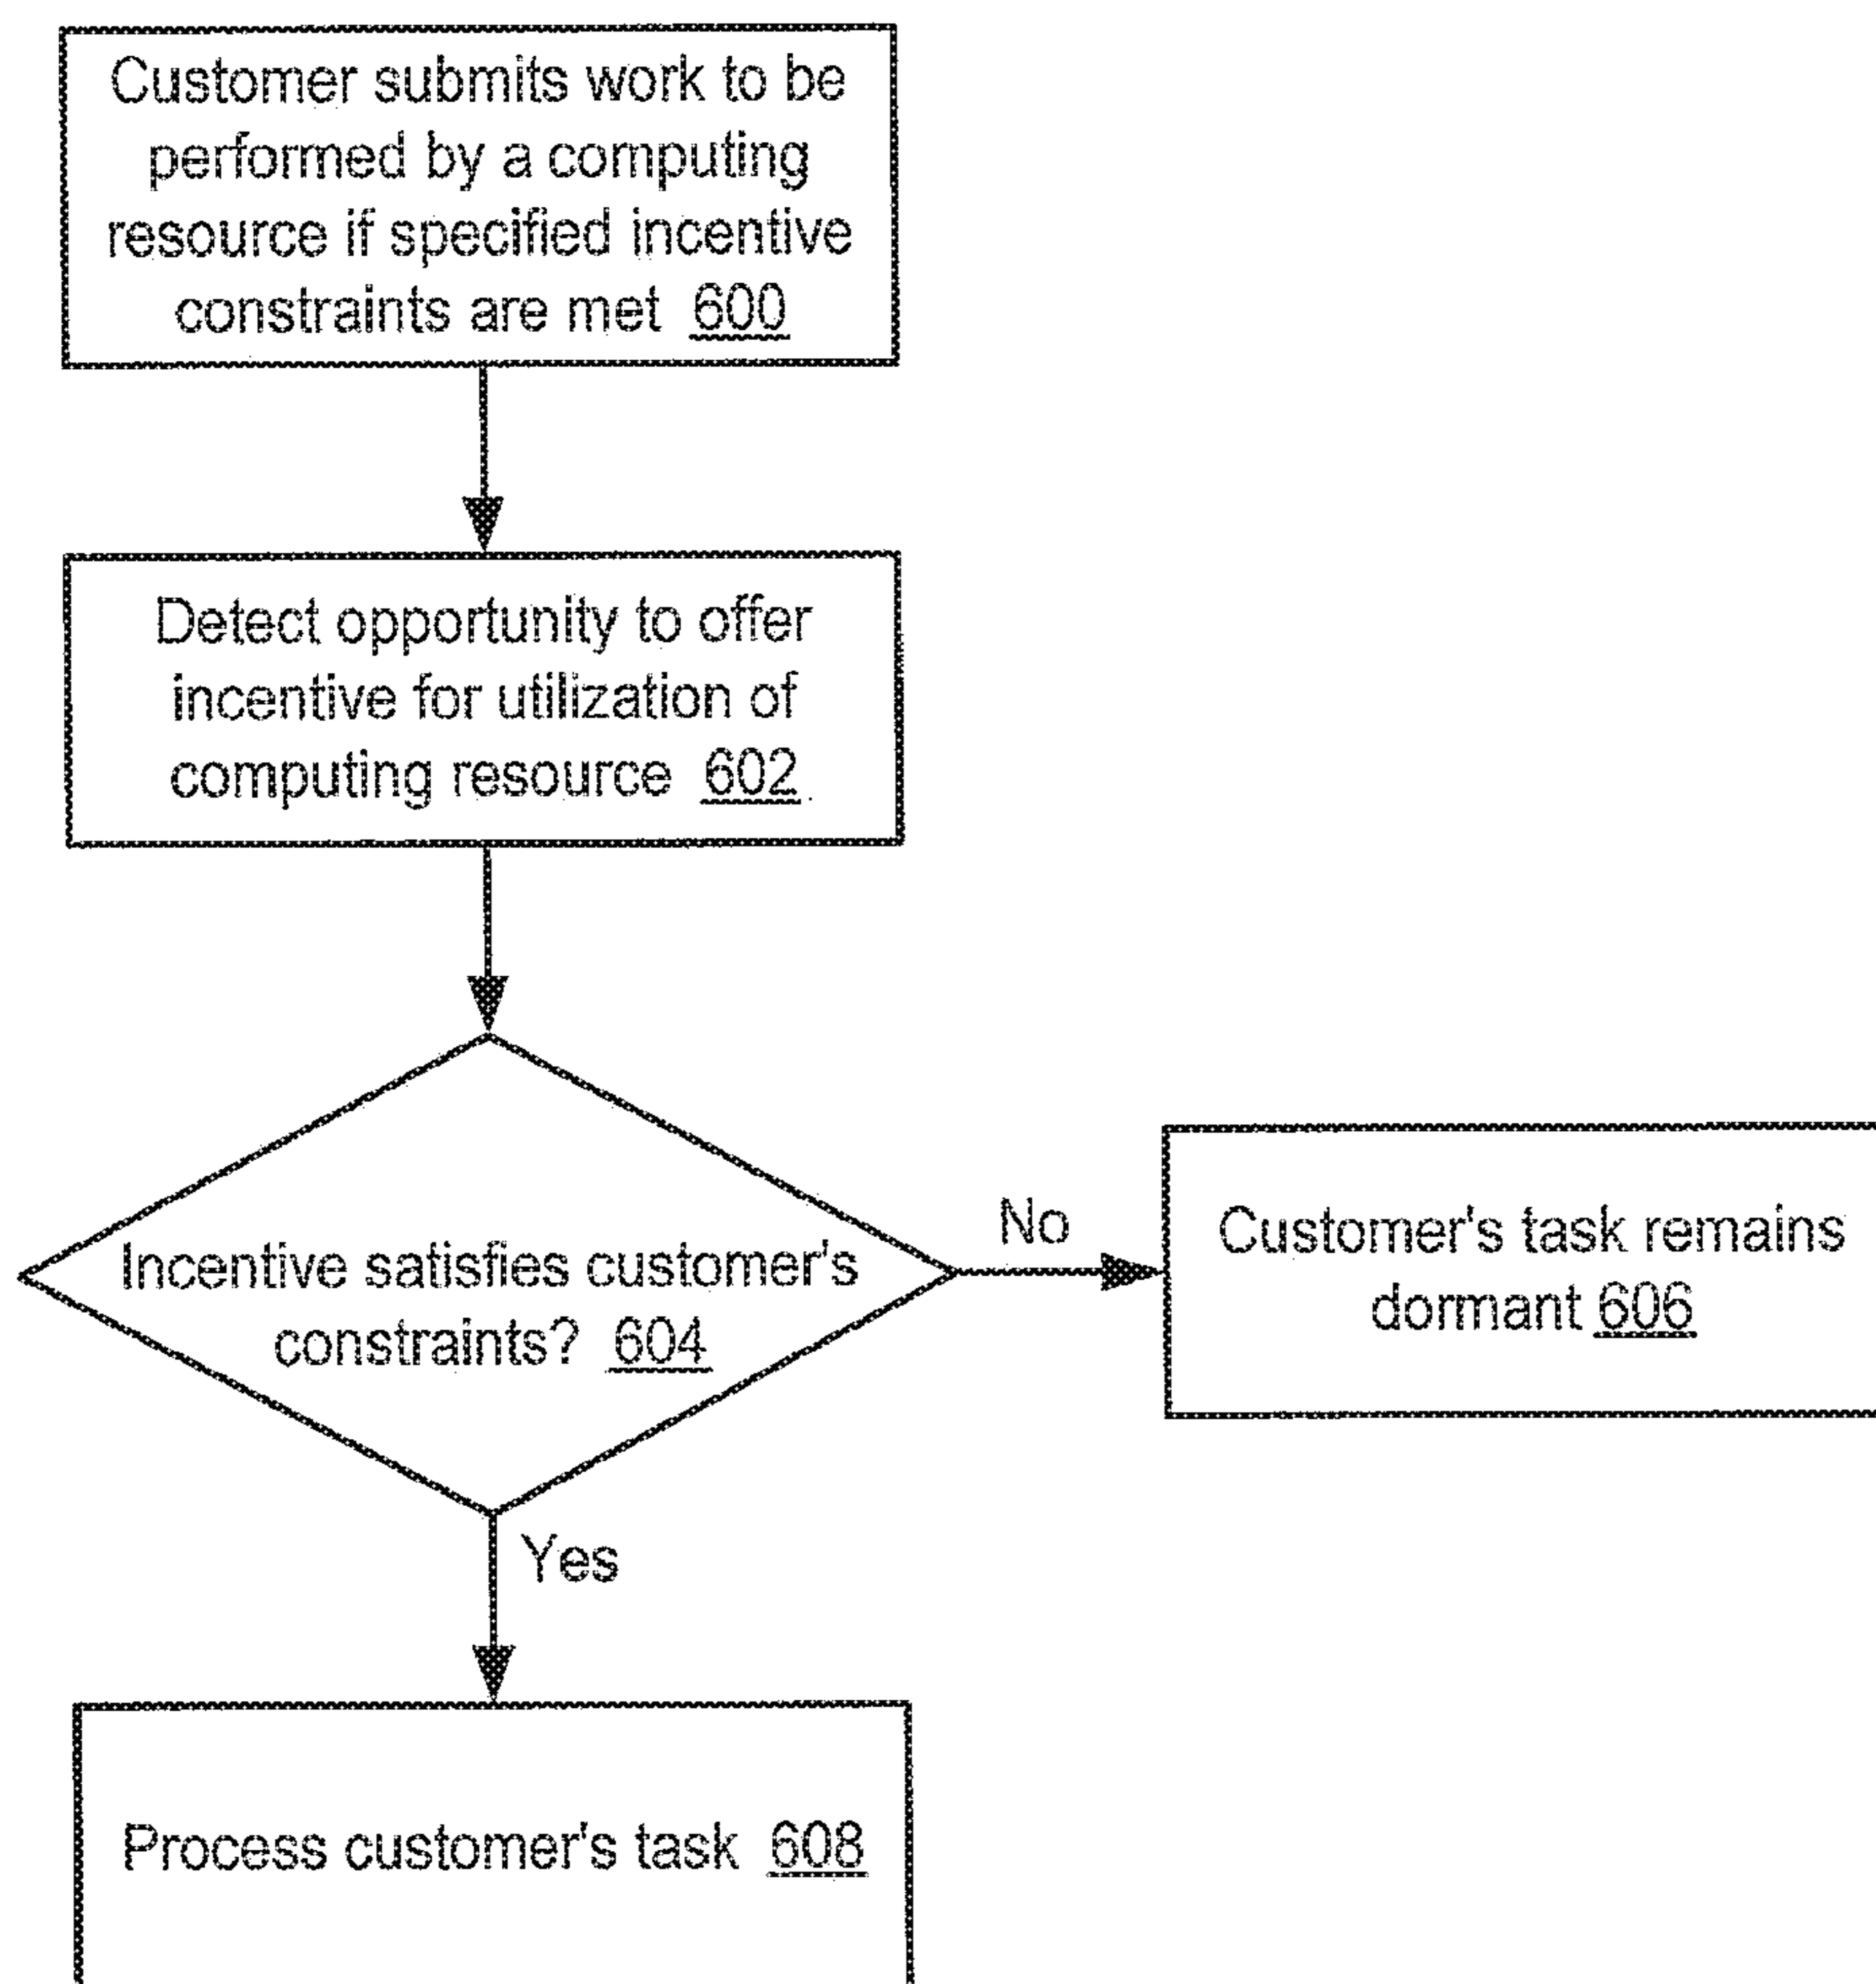 Customer submits work to be
performed by a computing
resource if specified incentive
constraints are met 600
Detect opportunity to offer
incentive for utilization of
computing resource 602
Incentive satisfies customer's
constraints? 604
No
Customer's task remains
dormant 606
Yes
Process customer's task 608